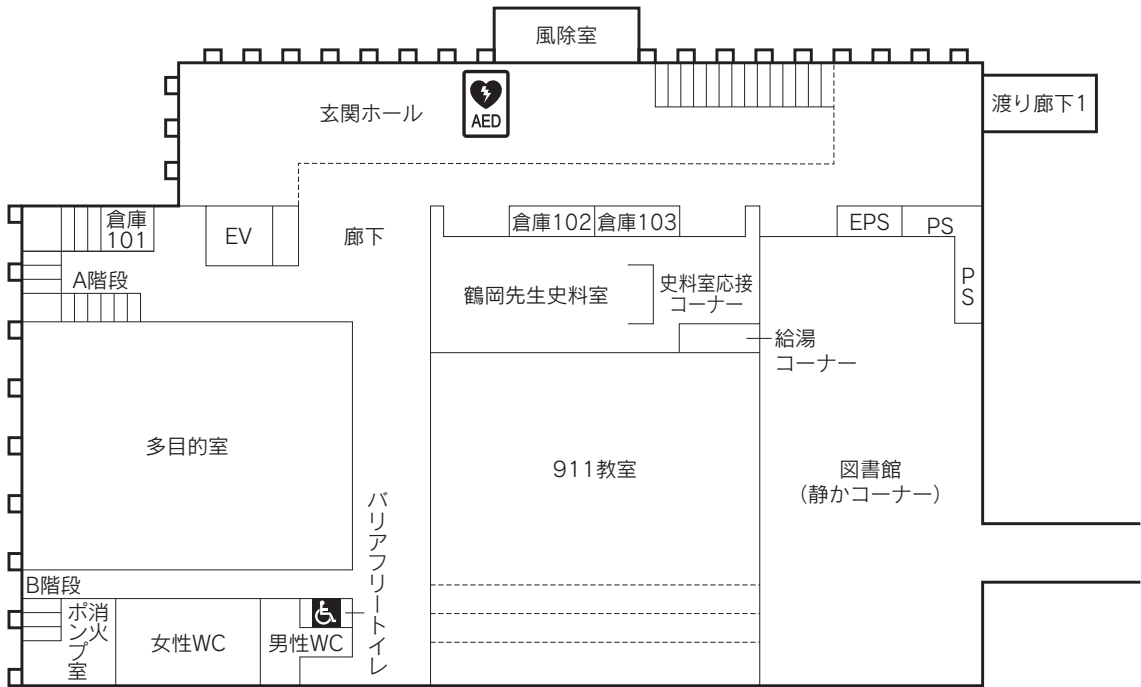 風除室
玄関ホール
AED
渡り廊下1
倉庫
101
EV
廊下
倉庫102
倉庫103
EPS
PS
PS
A階段
鶴岡先生史料室
史料室応接
コーナー
給湯
コーナー
多目的室
911教室
図書館
（静かコーナー）
バリアフリートイレ
B階段
消火
ポンプ室
女性WC
男性WC